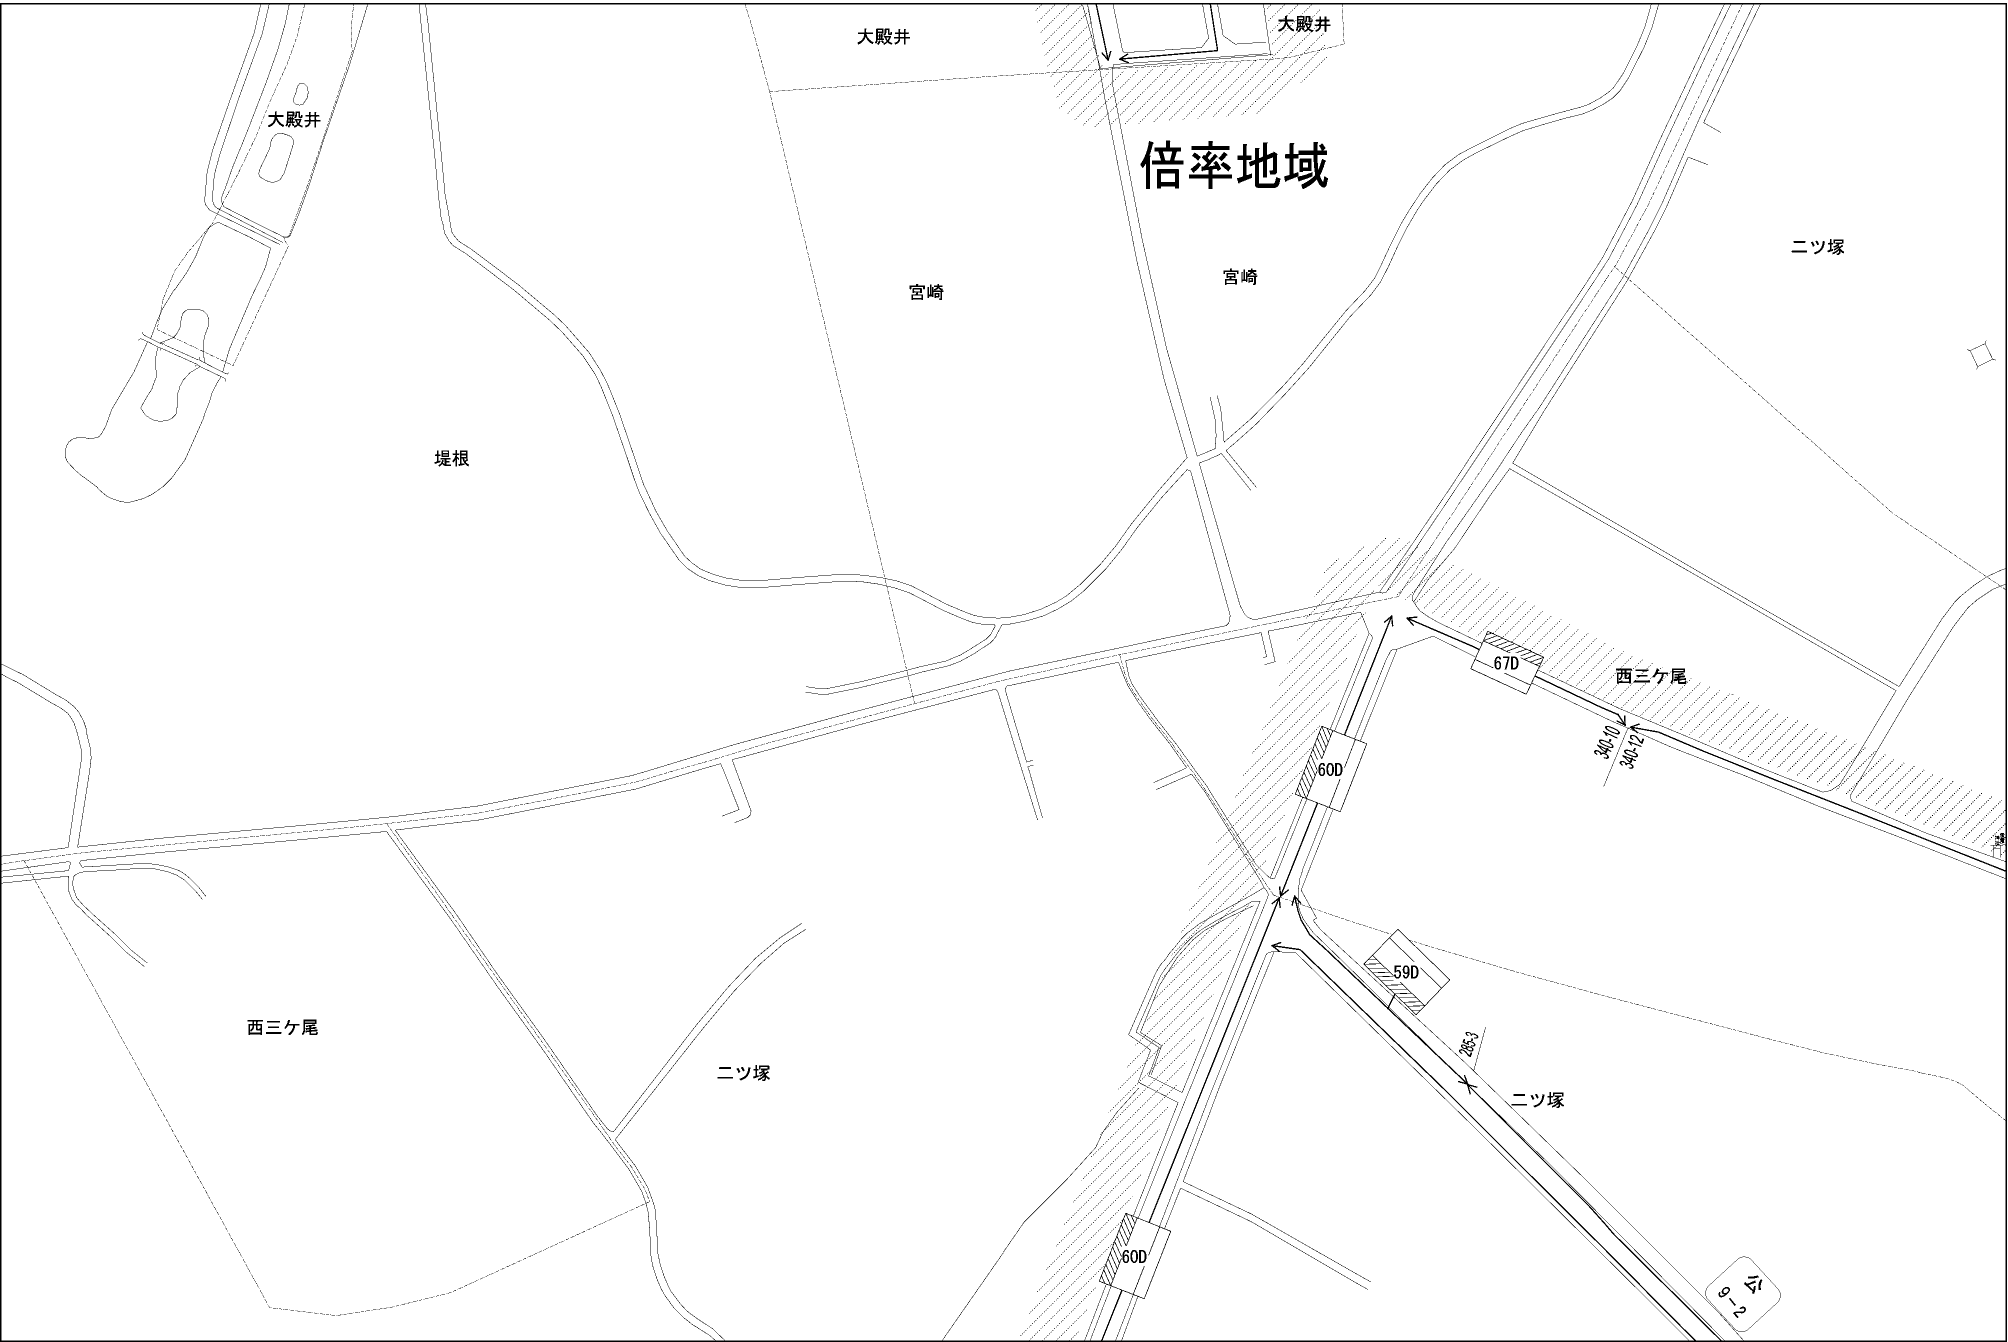 大殿井
大殿井
大殿井
倍率地域
二ツ塚
宮崎
宮崎
堤根
67D
西三ケ尾
340-10
340-12
60D
59D
285-3
西三ケ尾
二ツ塚
二ツ塚
60D
公
9-2